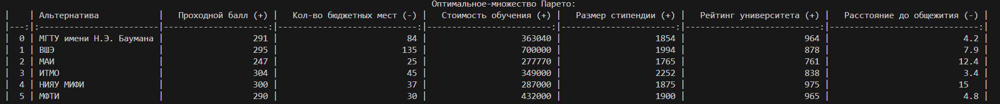 Оптимальное-множество Парето:
|    | Альтернатива            |   Проходной балл (+) |   Кол-во бюджетных мест (-) |   Стоимость обучения (+) |   Размер стипендии (+) |   Рейтинг университета (+) |   Расстояние до общежития (-) |
|---:|:------------------------|---------------------:|----------------------------:|-------------------------:|-----------------------:|---------------------------:|------------------------------:|
|  0 | МГТУ имени Н.Э. Баумана |                  291 |                          84 |                   363040 |                   1854 |                        964 |                           4.2 |
|  1 | ВШЭ                     |                  295 |                         135 |                   700000 |                   1994 |                        878 |                           7.9 |
|  2 | МАИ                     |                  247 |                          25 |                   277770 |                   1765 |                        761 |                          12.4 |
|  3 | ИТМО                    |                  304 |                          45 |                   349000 |                   2252 |                        838 |                           3.4 |
|  4 | НИЯУ МИФИ               |                  300 |                          37 |                   287000 |                   1875 |                        975 |                          15   |
|  5 | МФТИ                    |                  290 |                          30 |                   432000 |                   1900 |                        965 |                           4.8 |